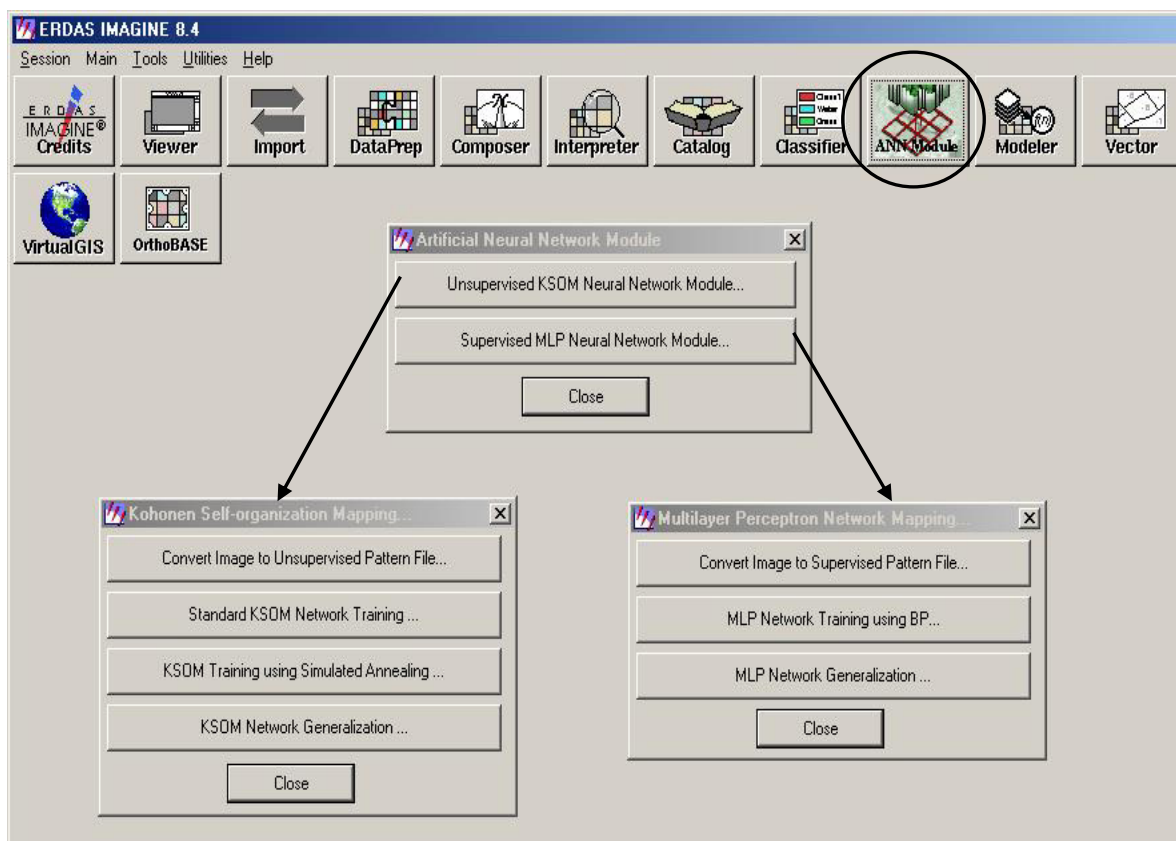 ERDAS IMAGINE 8.4
Session Main Tools Utilities Help
ERDAS
IMAGINE®
Credits
Viewer
Import
DataPrep
Composer
Interpreter
Catalog
Class1
Water
Grass
Classifier
ANN Module
f(n)
Modeler
Vector
VirtualGIS
OrthoBASE
Artificial Neural Network Module
Unsupervised KSOM Neural Network Module...
Supervised MLP Neural Network Module...
Close
Kohonen Self-organization Mapping...
Convert Image to Unsupervised Pattern File...
Standard KSOM Network Training ...
KSOM Training using Simulated Annealing ...
KSOM Network Generalization ...
Close
Multilayer Perceptron Network Mapping...
Convert Image to Supervised Pattern File...
MLP Network Training using BP...
MLP Network Generalization ...
Close